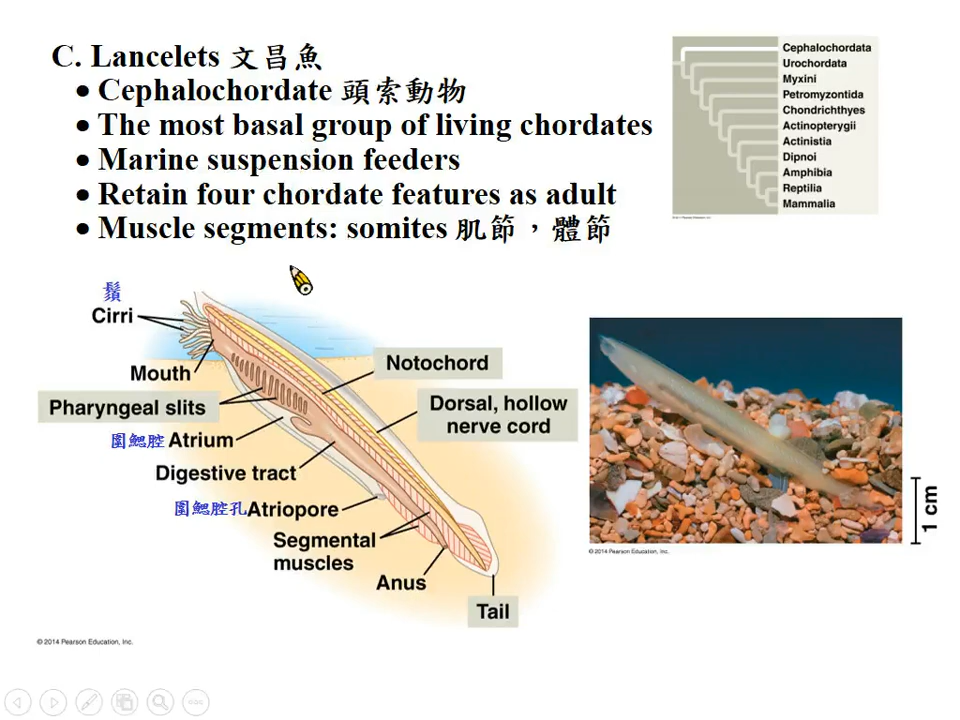 C. Lancelets 文昌魚
• Cephalochordate 頭索動物
• The most basal group of living chordates
• Marine suspension feeders
• Retain four chordate features as adult
• Muscle segments: somites 肌節，體節
Cephalochordata
Urochordata
Myxini
Petromyzontida
Chondrichthyes
Actinopterygii
Actinistia
Dipnoi
Amphibia
Reptilia
Mammalia
鬚
Cirri
Mouth
Pharyngeal slits
圍鰓腔 Atrium
Digestive tract
圍鰓腔孔 Atriopore
Segmental
muscles
Anus
Notochord
Dorsal, hollow
nerve cord
Tail
© 2014 Pearson Education, Inc.
1 cm
© 2014 Pearson Education, Inc.